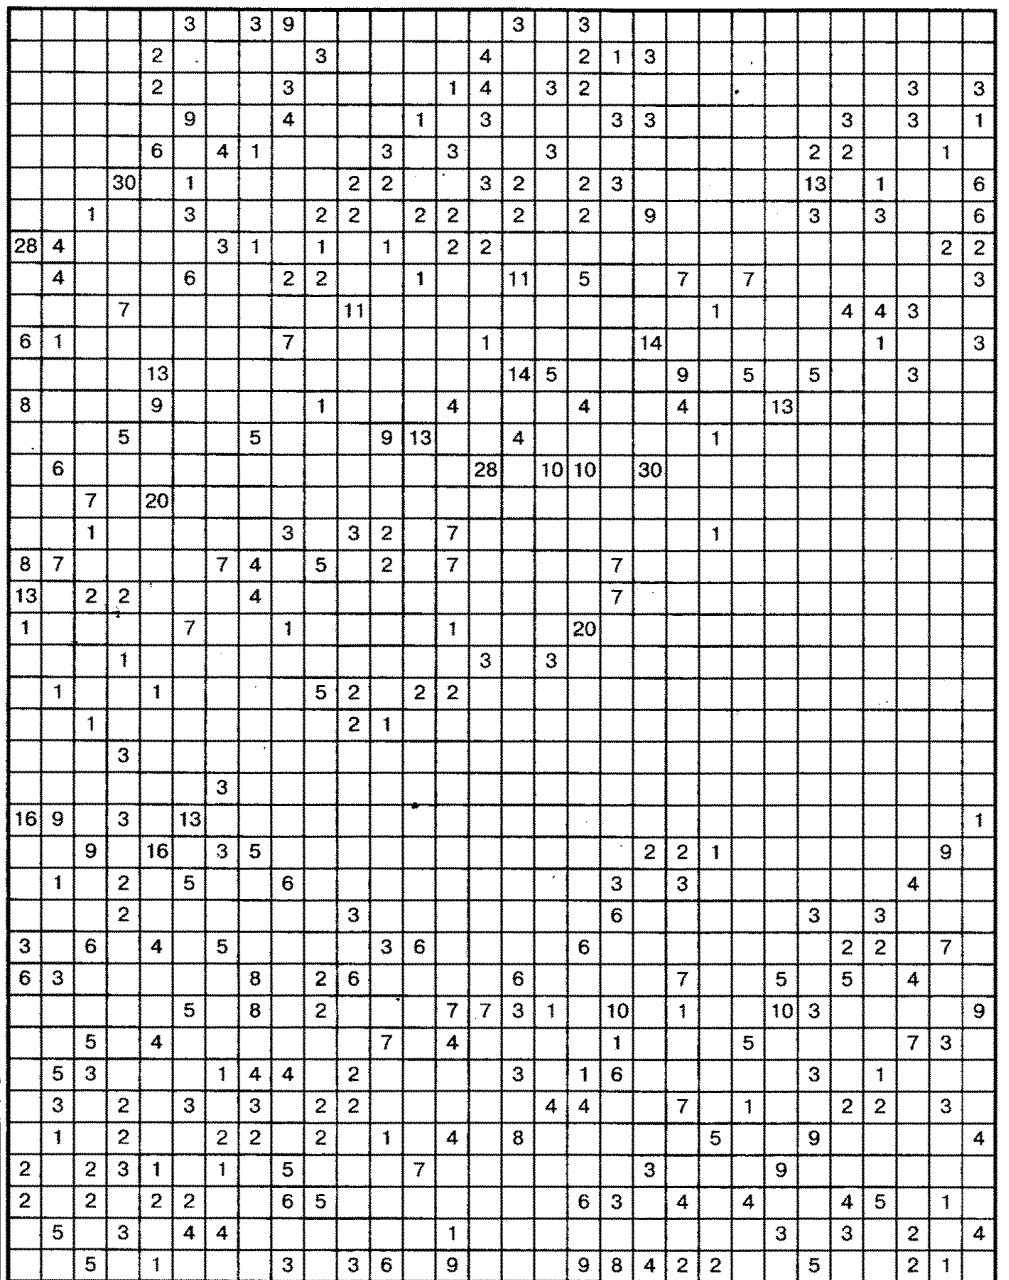 3 3 9 3 3
2 3 4 2 1 3
2 3 1 4 3 2 3 3
9 4 1 3 3 3 3 3 1
6 4 1 3 3 3 2 2 1
30 1 2 2 3 2 2 3 13 1 6
1 3 2 2 2 2 2 2 9 3 3 6
28 4 3 1 1 1 2 2 2 2
4 6 2 2 1 11 5 7 7 3
7 11 1 4 4 3
6 1 7 1 14 1 3
13 14 5 9 5 5 3
8 9 1 4 4 4 13
5 5 9 13 4 1
6 28 10 10 30
7 20
1 3 3 2 7 1
8 7 7 4 5 2 7 7
13 2 2 4 7
1 7 1 1 20
1 3 3
1 1 5 2 2 2
1 2 1
3
3
16 9 3 13 1
9 16 3 5 2 2 1 9
1 2 5 6 3 3 4
2 3 6 3 3
3 6 4 5 3 6 6 2 2 7
6 3 8 2 6 6 7 5 5 4
5 8 2 7 7 3 1 10 1 10 3 9
5 4 7 4 1 5 7 3
5 3 1 4 4 2 3 1 6 3 1
3 2 3 3 2 2 4 4 7 1 2 2 3
1 2 2 2 2 1 4 8 5 9 4
2 2 3 1 1 5 7 3 9
2 2 2 2 6 5 6 3 4 4 4 5 1
5 3 4 4 1 3 3 2 4
5 1 3 3 6 9 9 8 4 2 2 5 2 1